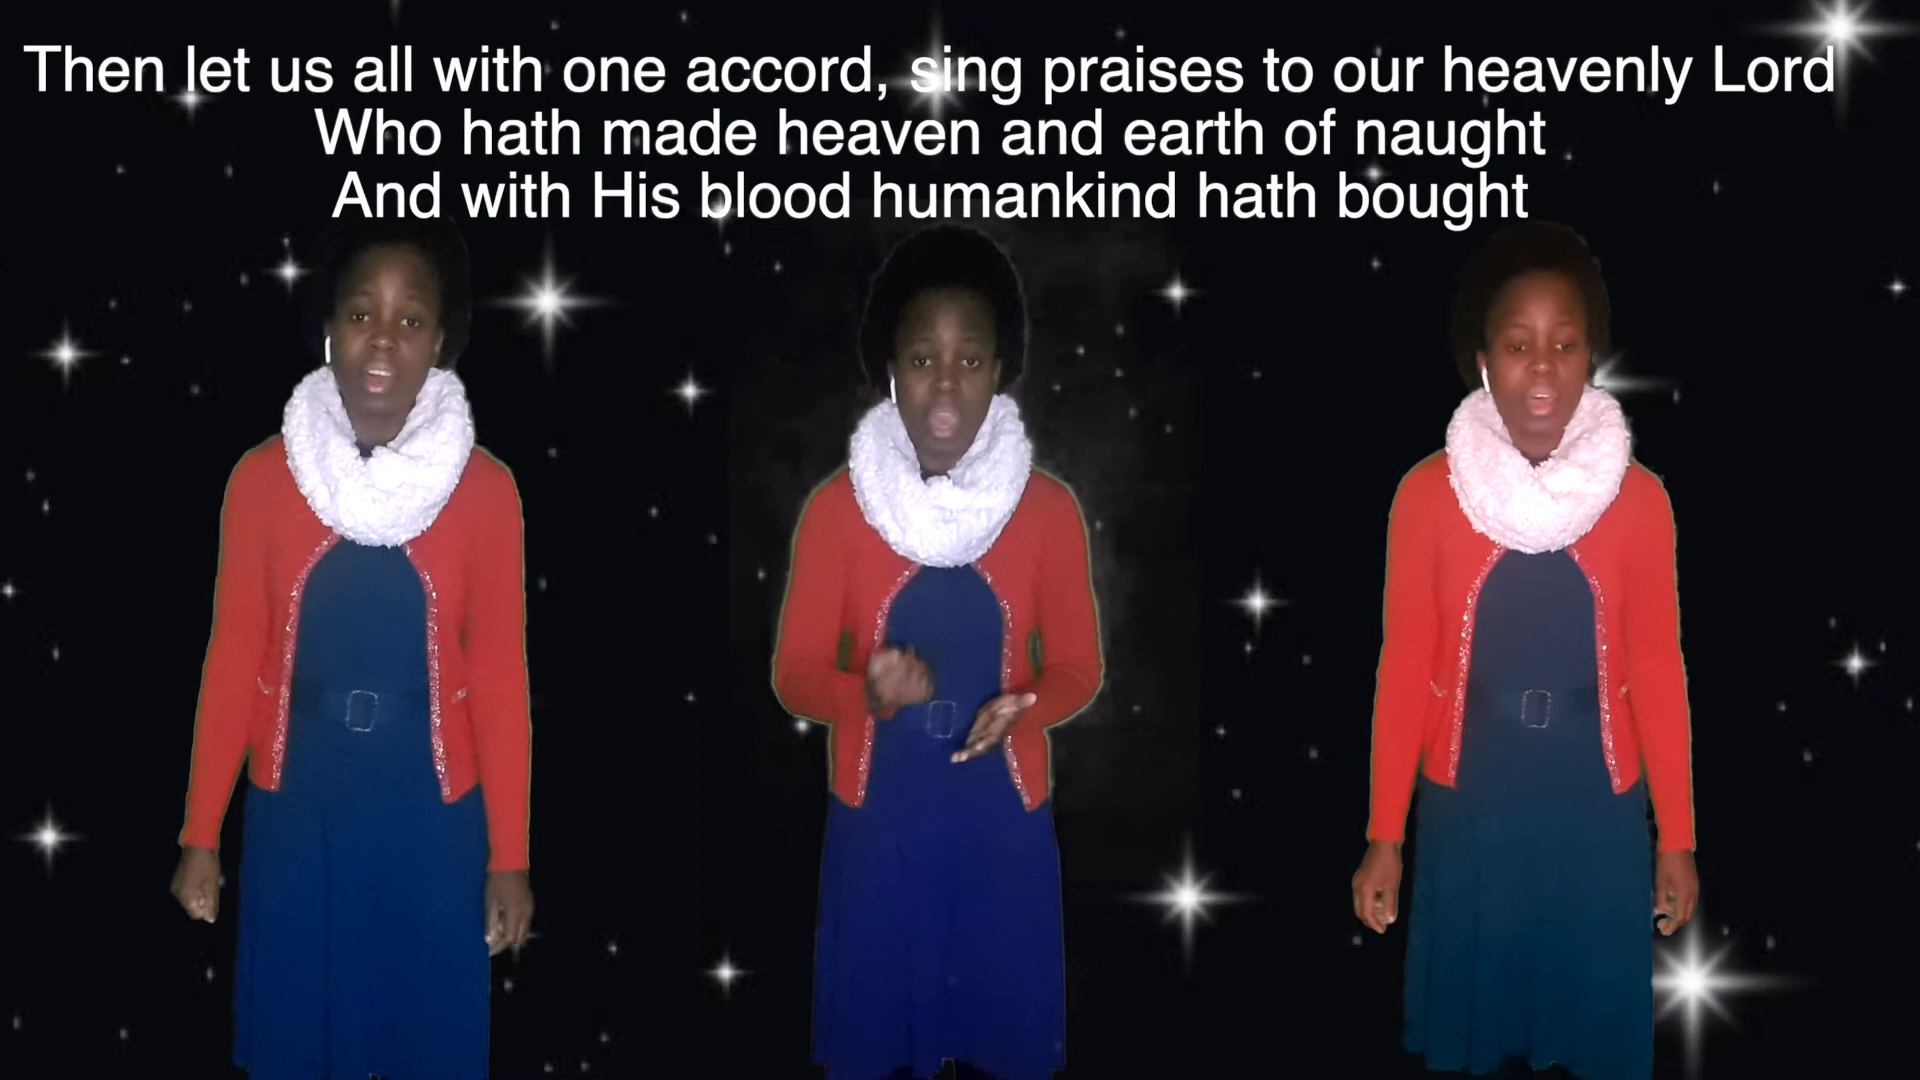 Then let us all with one accord, sing praises to our heavenly Lord
Who hath made heaven and earth of naught
And with His blood humankind hath bought